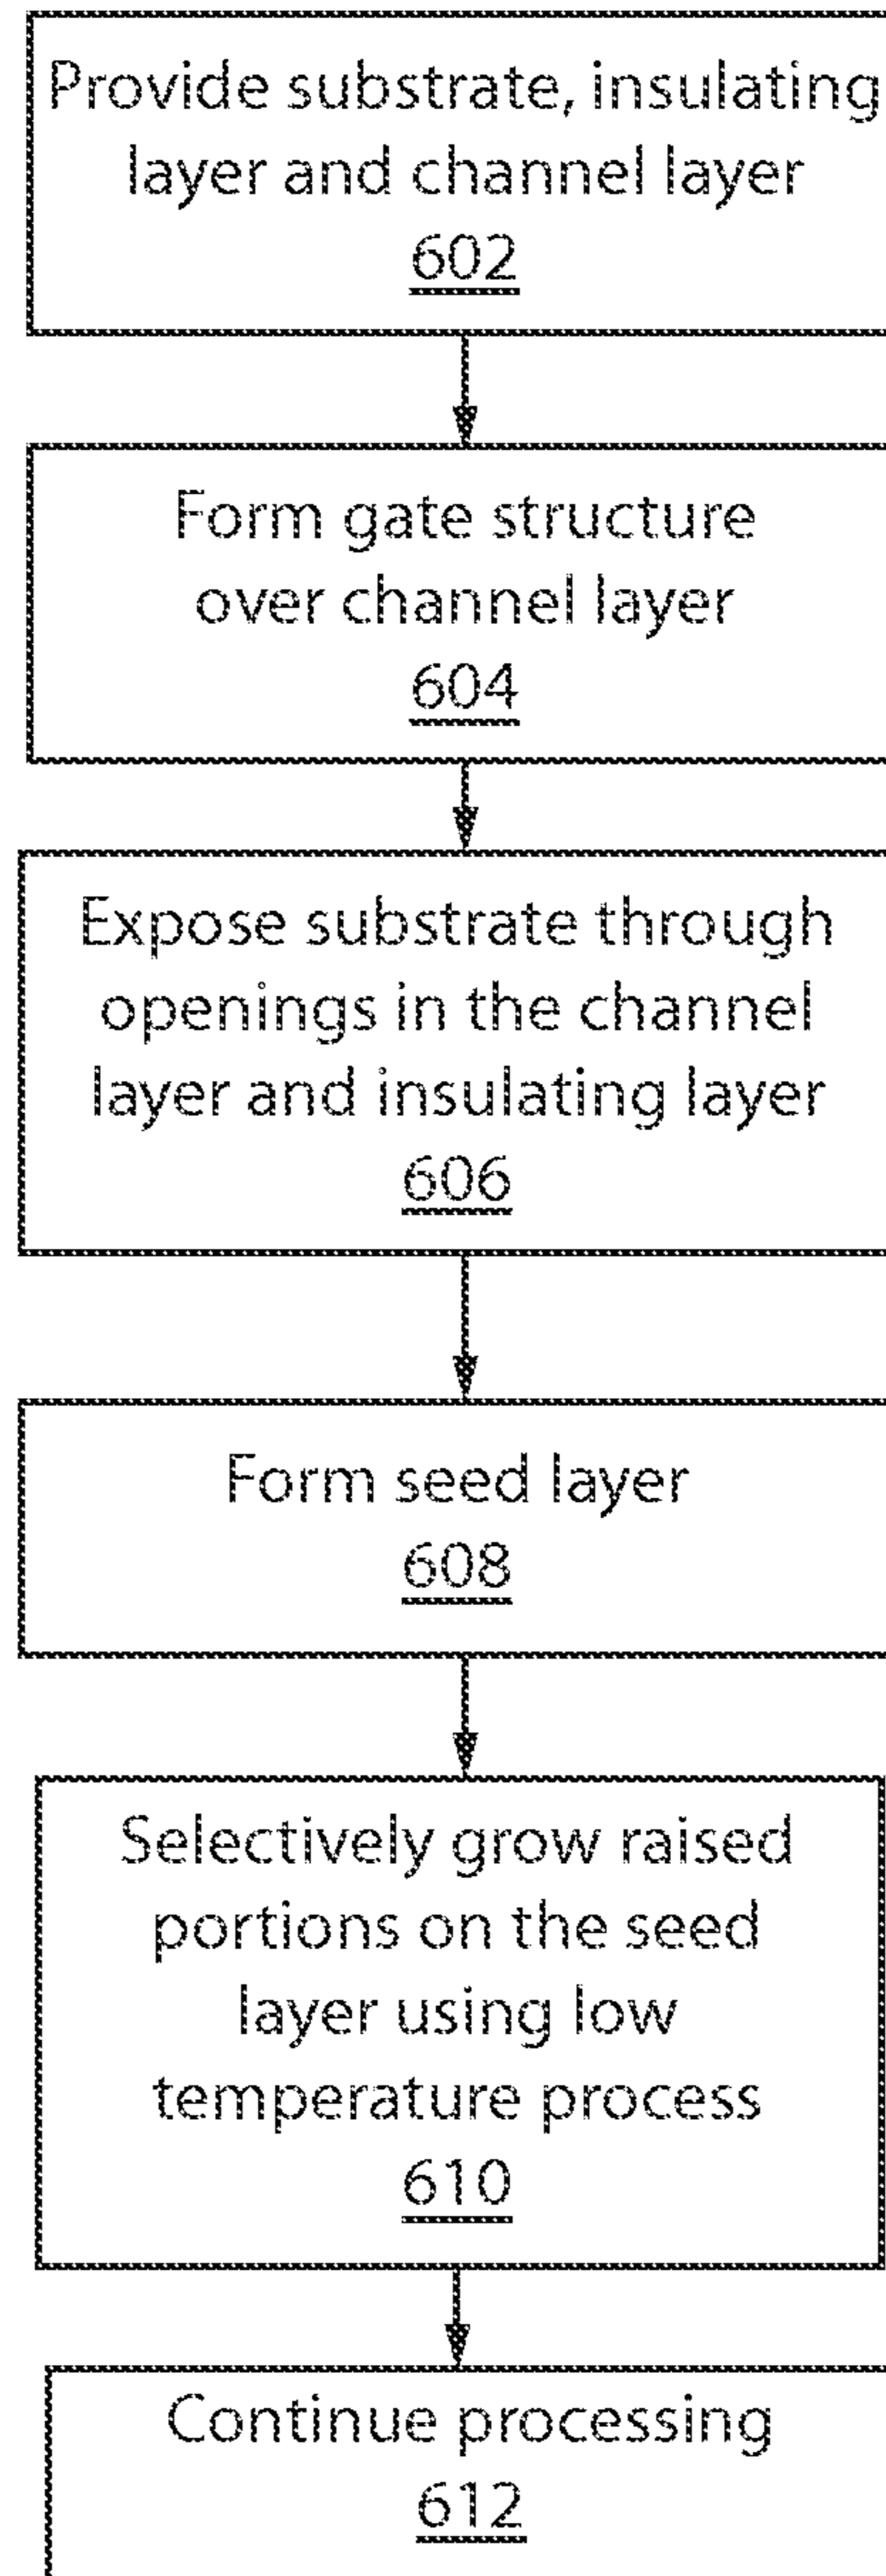 Provide substrate, insulating
layer and channel layer
602
Form gate structure
over channel layer
604
Expose substrate through
openings in the channel
layer and insulating layer
606
Form seed layer
608
Selectively grow raised
portions on the seed
layer using low
temperature process
610
Continue processing
612